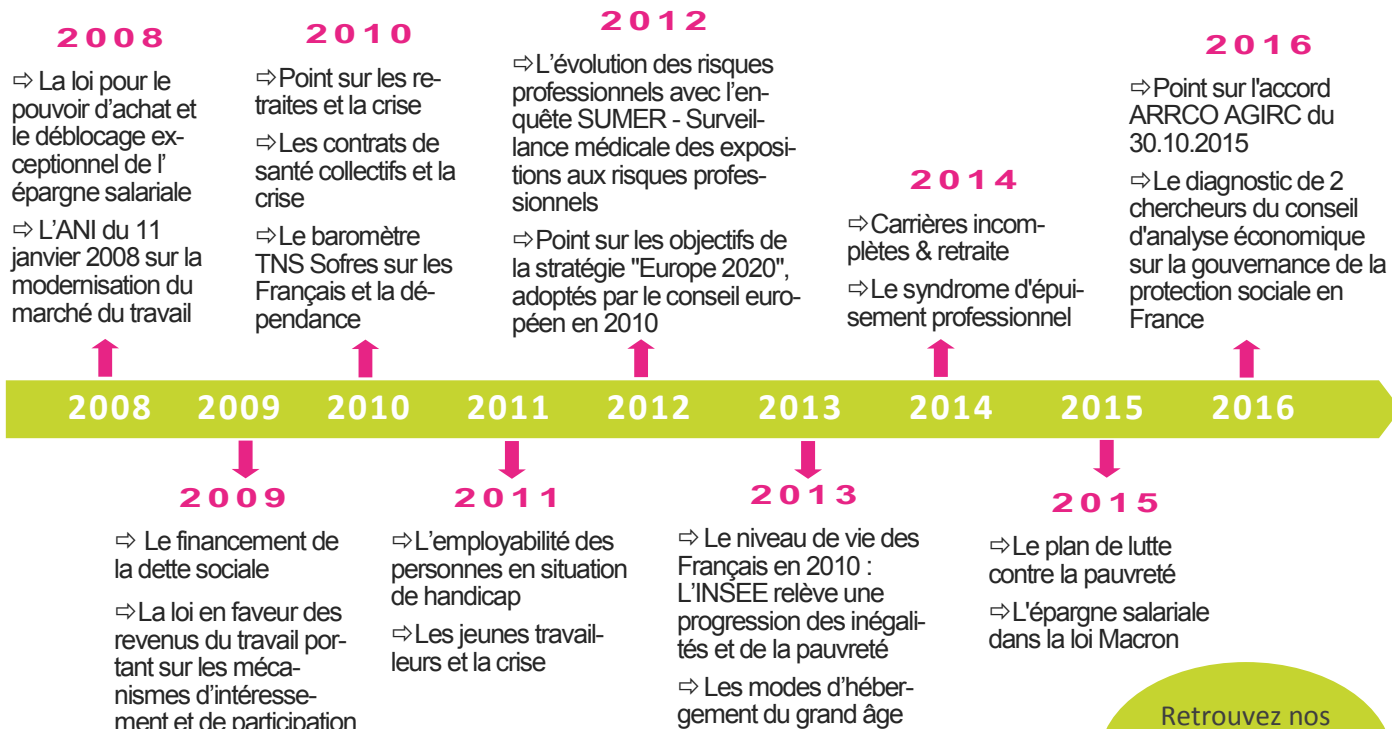 2008
⇨ La loi pour le
pouvoir d’achat et
le déblocage ex-
ceptionnel de l’
épargne salariale
⇨ L’ANI du 11
janvier 2008 sur la
modernisation du
marché du travail
2010
⇨Point sur les re-
traites et la crise
⇨Les contrats de
santé collectifs et la
crise
⇨Le baromètre
TNS Sofres sur les
Français et la dé-
pendance
2012
⇨L’évolution des risques
professionnels avec l’en-
quête SUMER - Surveil-
lance médicale des exposi-
tions aux risques profes-
sionnels
⇨Point sur les objectifs de
la stratégie "Europe 2020",
adoptés par le conseil euro-
péen en 2010
2014
⇨Carrières incom-
plètes & retraite
⇨Le syndrome d'épui-
sement professionnel
2016
⇨Point sur l'accord
ARRCO AGIRC du
30.10.2015
⇨Le diagnostic de 2
chercheurs du conseil
d'analyse économique
sur la gouvernance de la
protection sociale en
France
2008 2009 2010 2011 2012 2013 2014 2015 2016
2009
⇨ Le financement de
la dette sociale
⇨La loi en faveur des
revenus du travail por-
tant sur les méca-
nismes d’intéresse-
ment et de participation
2011
⇨L’employabilité des
personnes en situation
de handicap
⇨Les jeunes travail-
leurs et la crise
2013
⇨ Le niveau de vie des
Français en 2010 :
L’INSEE relève une
progression des inégali-
tés et de la pauvreté
⇨ Les modes d’héber-
gement du grand âge
2015
⇨Le plan de lutte
contre la pauvreté
⇨L'épargne salariale
dans la loi Macron
Retrouvez nos